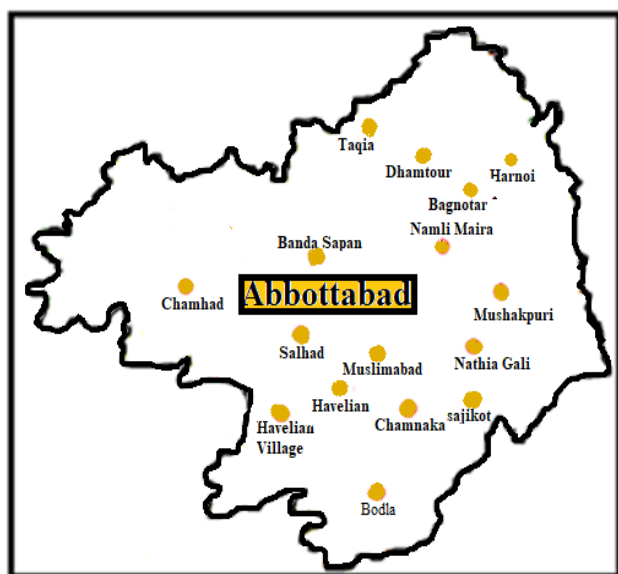 Taqia
Dhamtour
Harnoi
Bagnotar
Namli Maira
Banda Sapan
Chamhad
Abbottabad
Mushakpuri
Salhad
Muslimabad
Nathia Gali
Havelian
Chamnaka
sajikot
Havelian
Village
Bodla